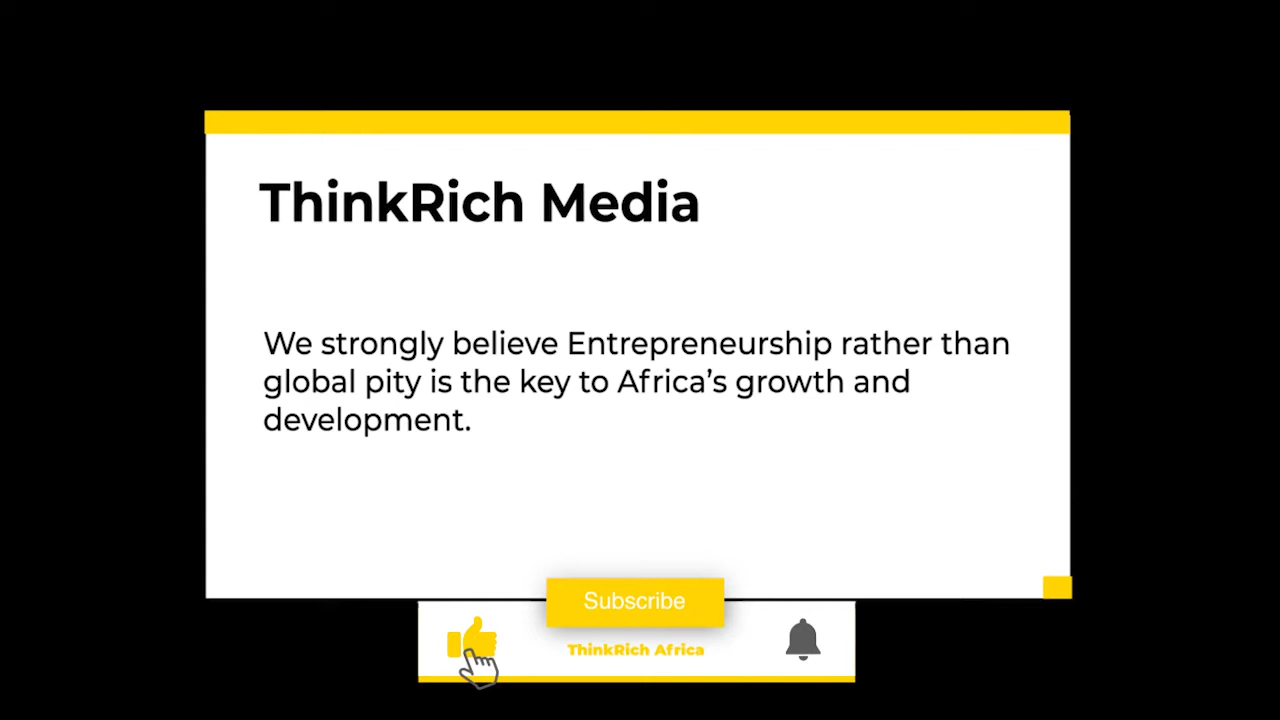 ThinkRich Media
We strongly believe Entrepreneurship rather than
global pity is the key to Africa’s growth and
development.
Subscribe
ThinkRich Africa